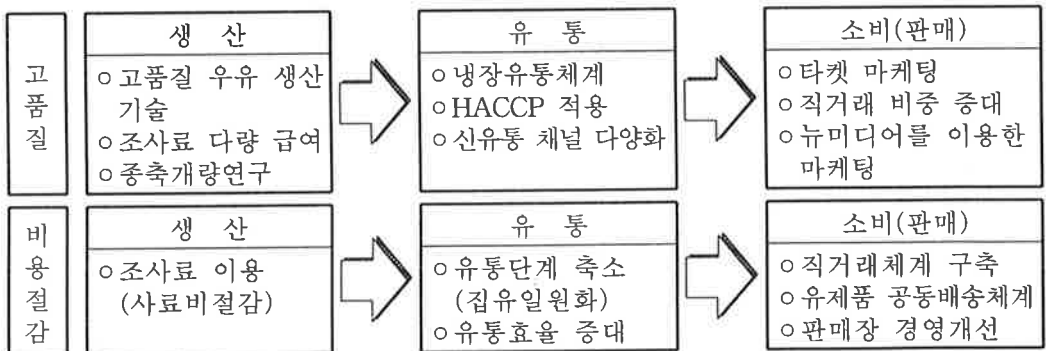 고품질
생 산
○고품질 우유 생산
기술
○조사료 다량 급여
○종축개량연구
유 통
○냉장유통체계
○HACCP 적용
○신유통 채널 다양화
소비(판매)
○타켓 마케팅
○직거래 비중 증대
○뉴미디어를 이용한
마케팅
비용절감
생 산
○조사료 이용
(사료비절감)
유 통
○유통단계 축소
(집유일원화)
○유통효율 증대
소비(판매)
○직거래체계 구축
○유제품 공동배송체계
○판매장 경영개선